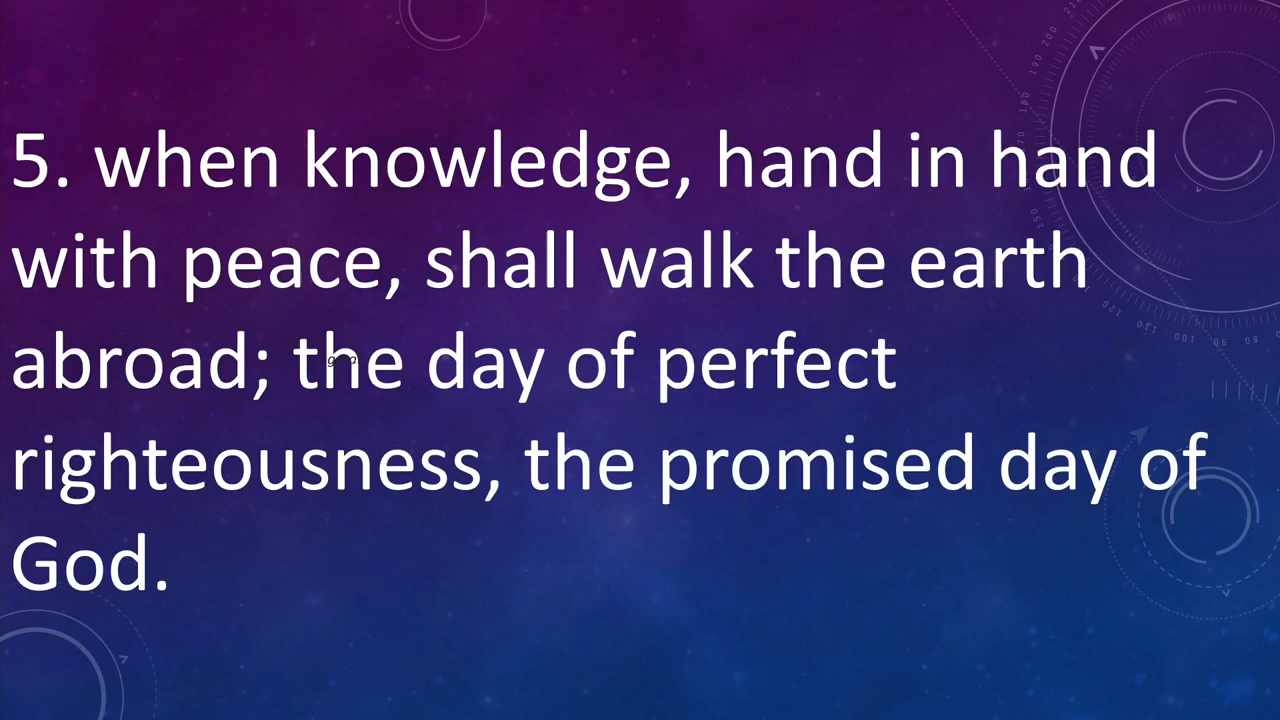 5. when knowledge, hand in hand
with peace, shall walk the earth
abroad; the day of perfect
righteousness, the promised day of
God.